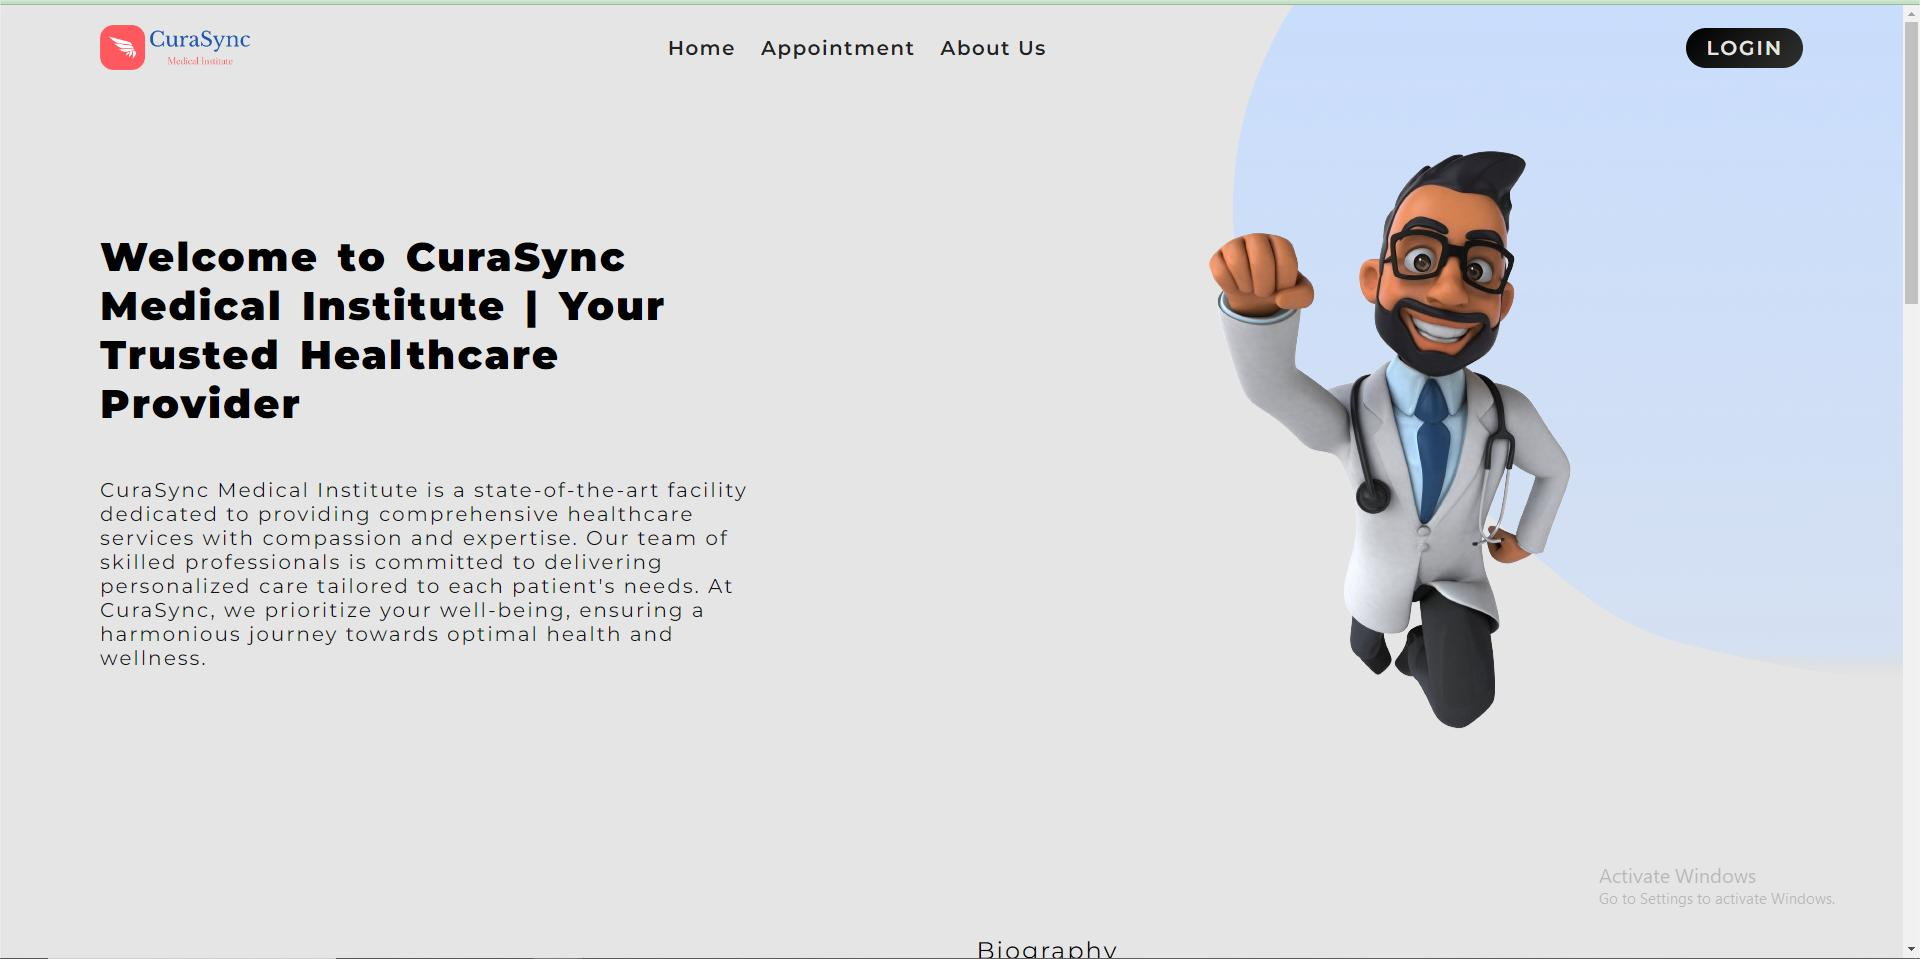 CuraSync
Medical Institute
Home Appointment About Us
LOGIN
Welcome to CuraSync
Medical Institute | Your
Trusted Healthcare
Provider
CuraSync Medical Institute is a state-of-the-art facility
dedicated to providing comprehensive healthcare
services with compassion and expertise. Our team of
skilled professionals is committed to delivering
personalized care tailored to each patient's needs. At
CuraSync, we prioritize your well-being, ensuring a
harmonious journey towards optimal health and
wellness.
Activate Windows
Go to Settings to activate Windows.
Biography